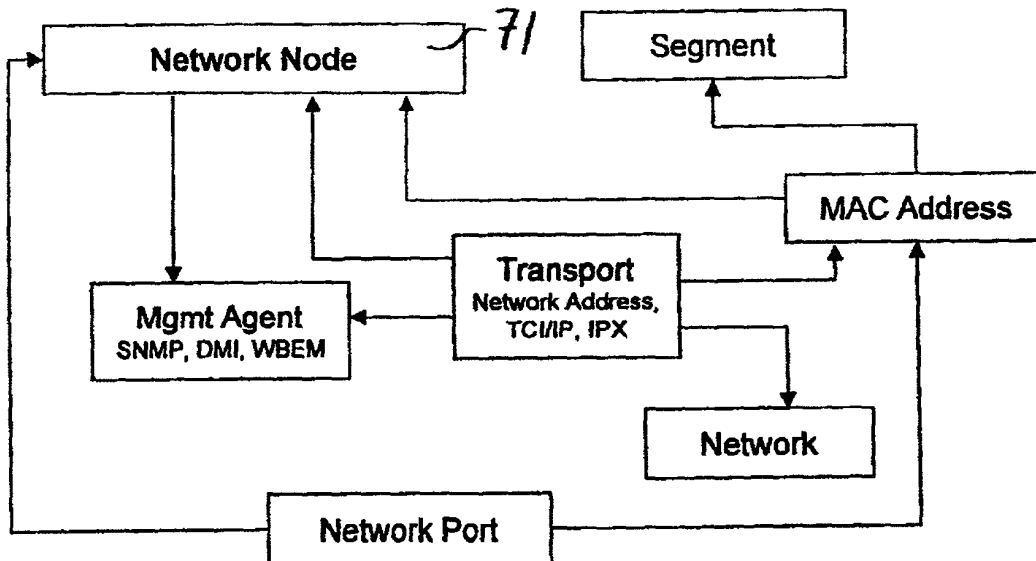 Network Node
71
Segment
MAC Address
Transport
Network Address,
TCI/IP, IPX
Mgmt Agent
SNMP, DMI, WBEM
Network
Network Port